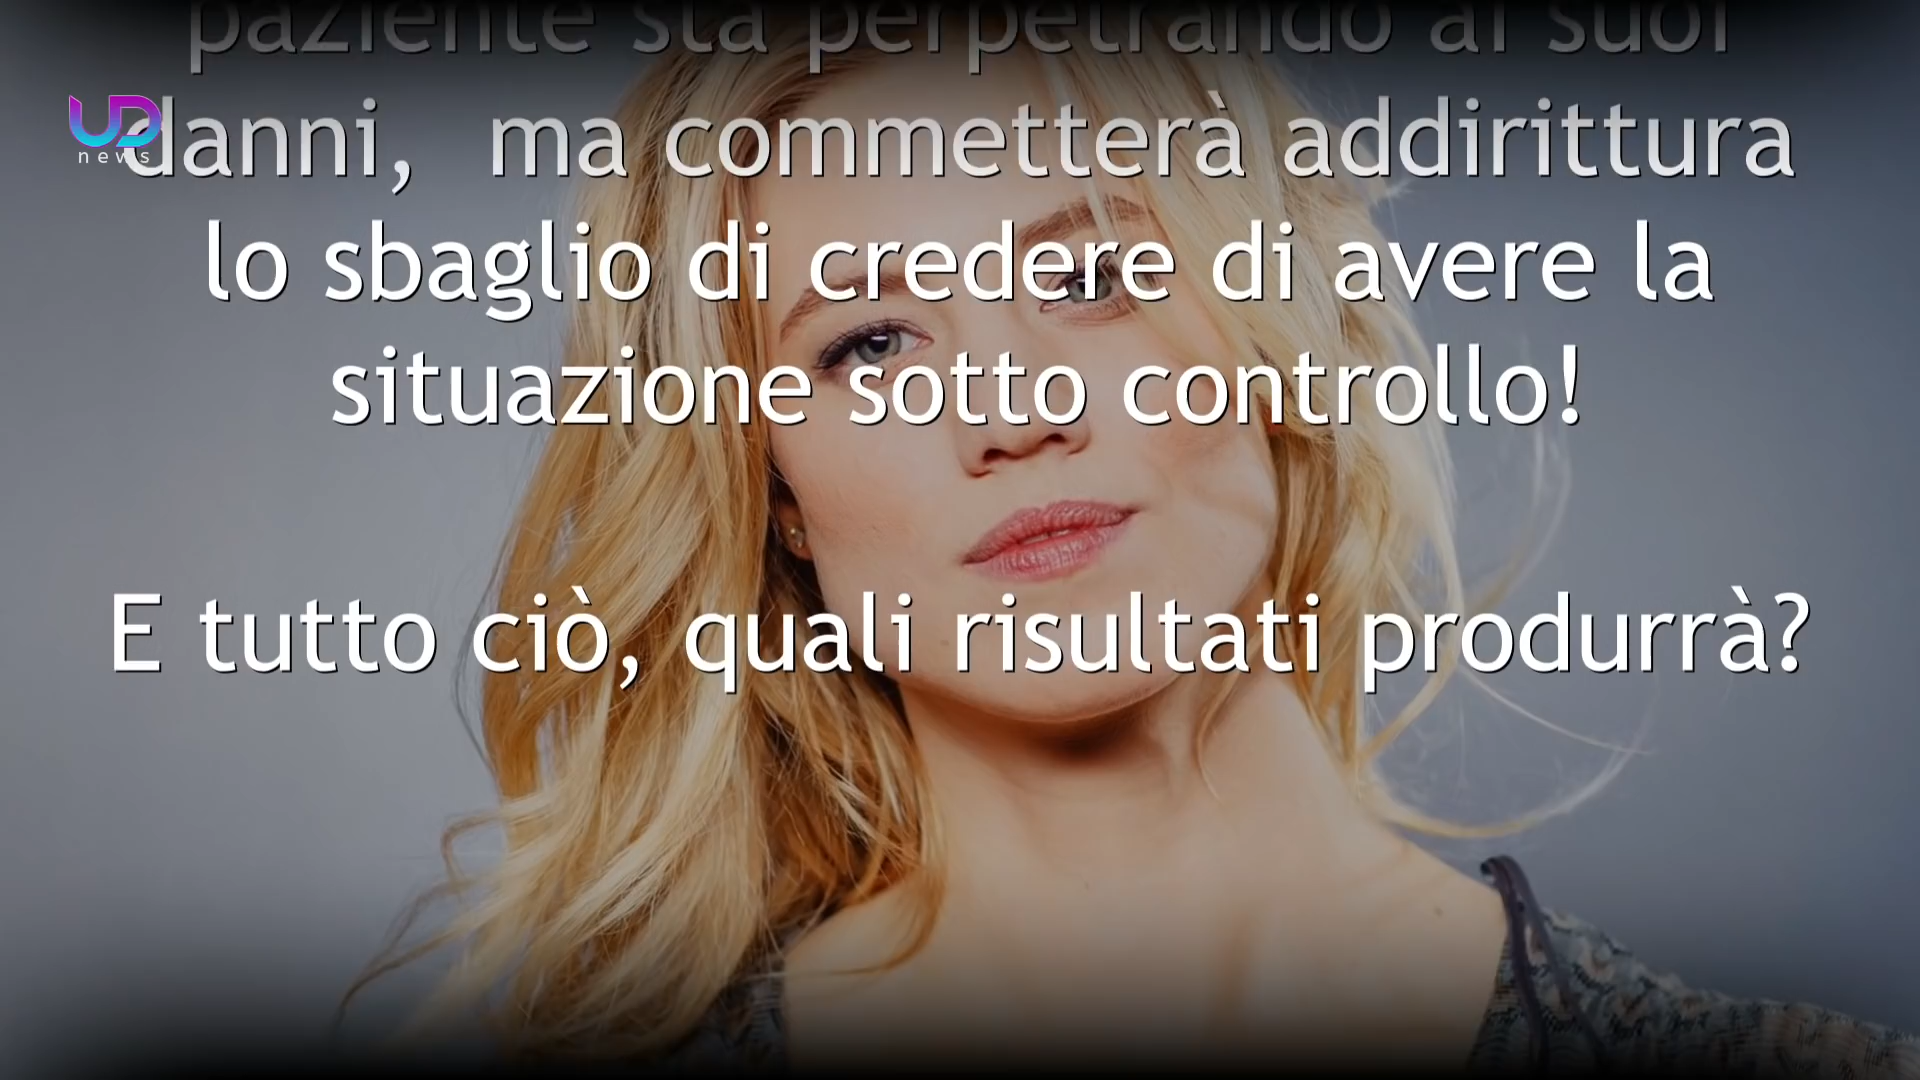 paziente sta perpetrando ai suoi
UD
news
danni, ma commetterà addirittura
lo sbaglio di credere di avere la
situazione sotto controllo!
E tutto ciò, quali risultati produrrà?